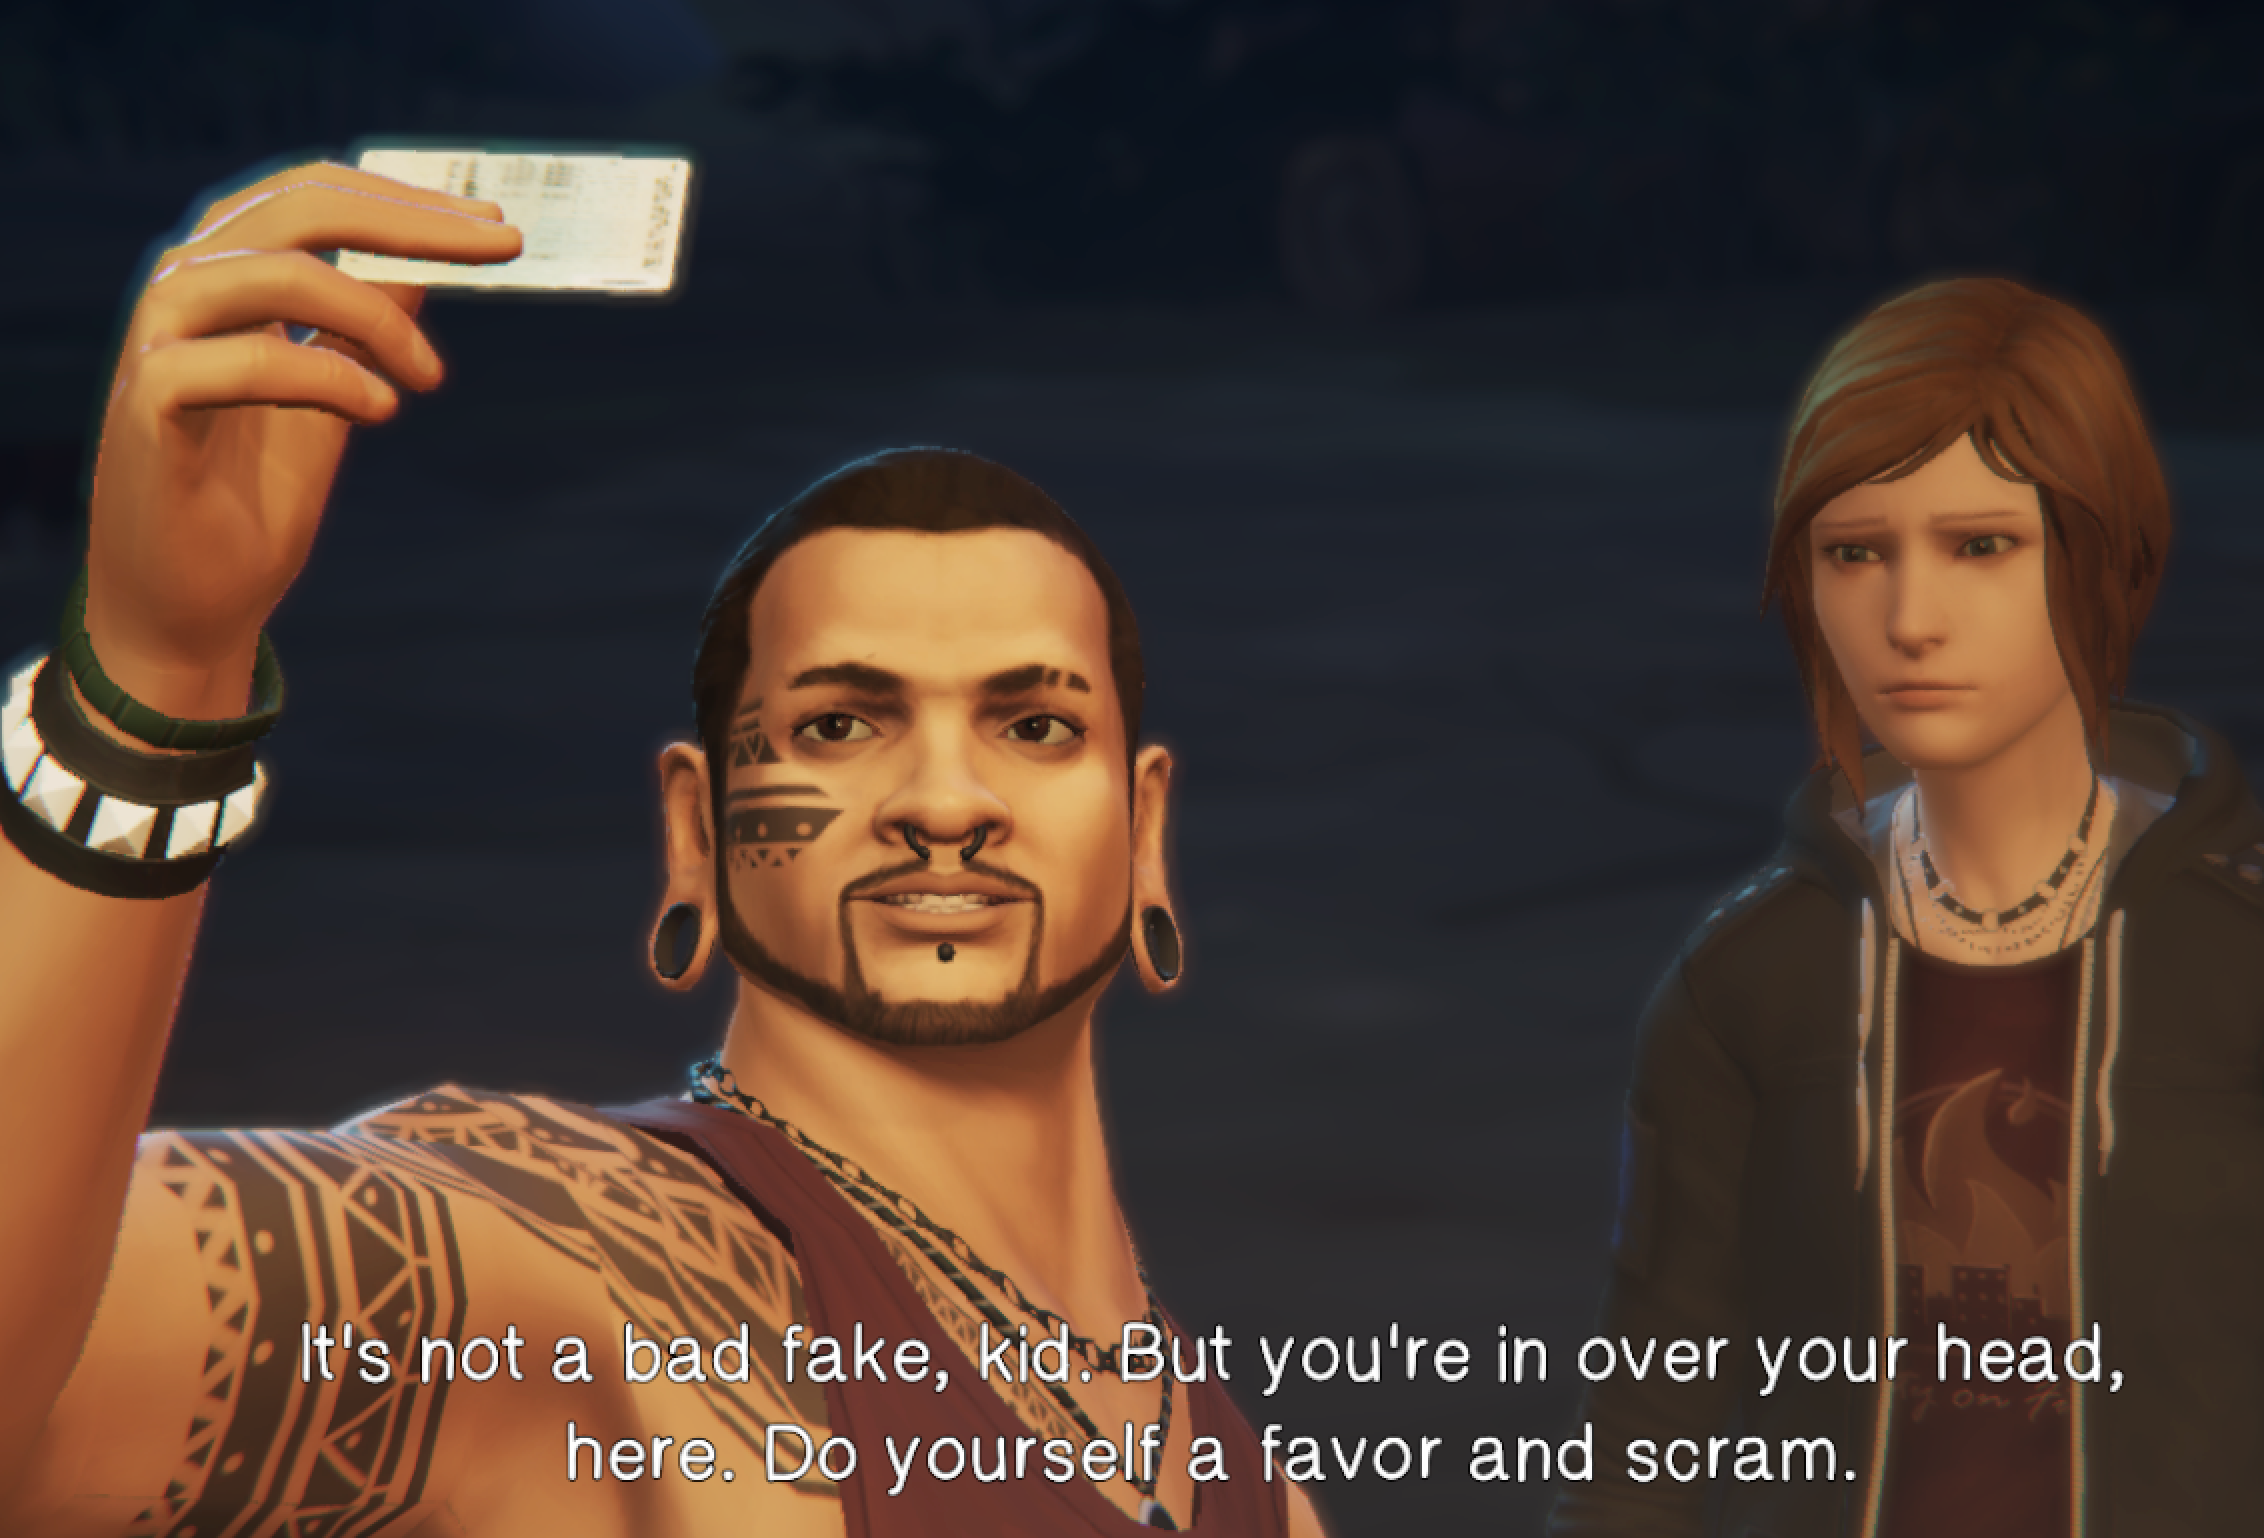 It's not a bad fake, kid. But you're in over your head,
here. Do yourself a favor and scram.